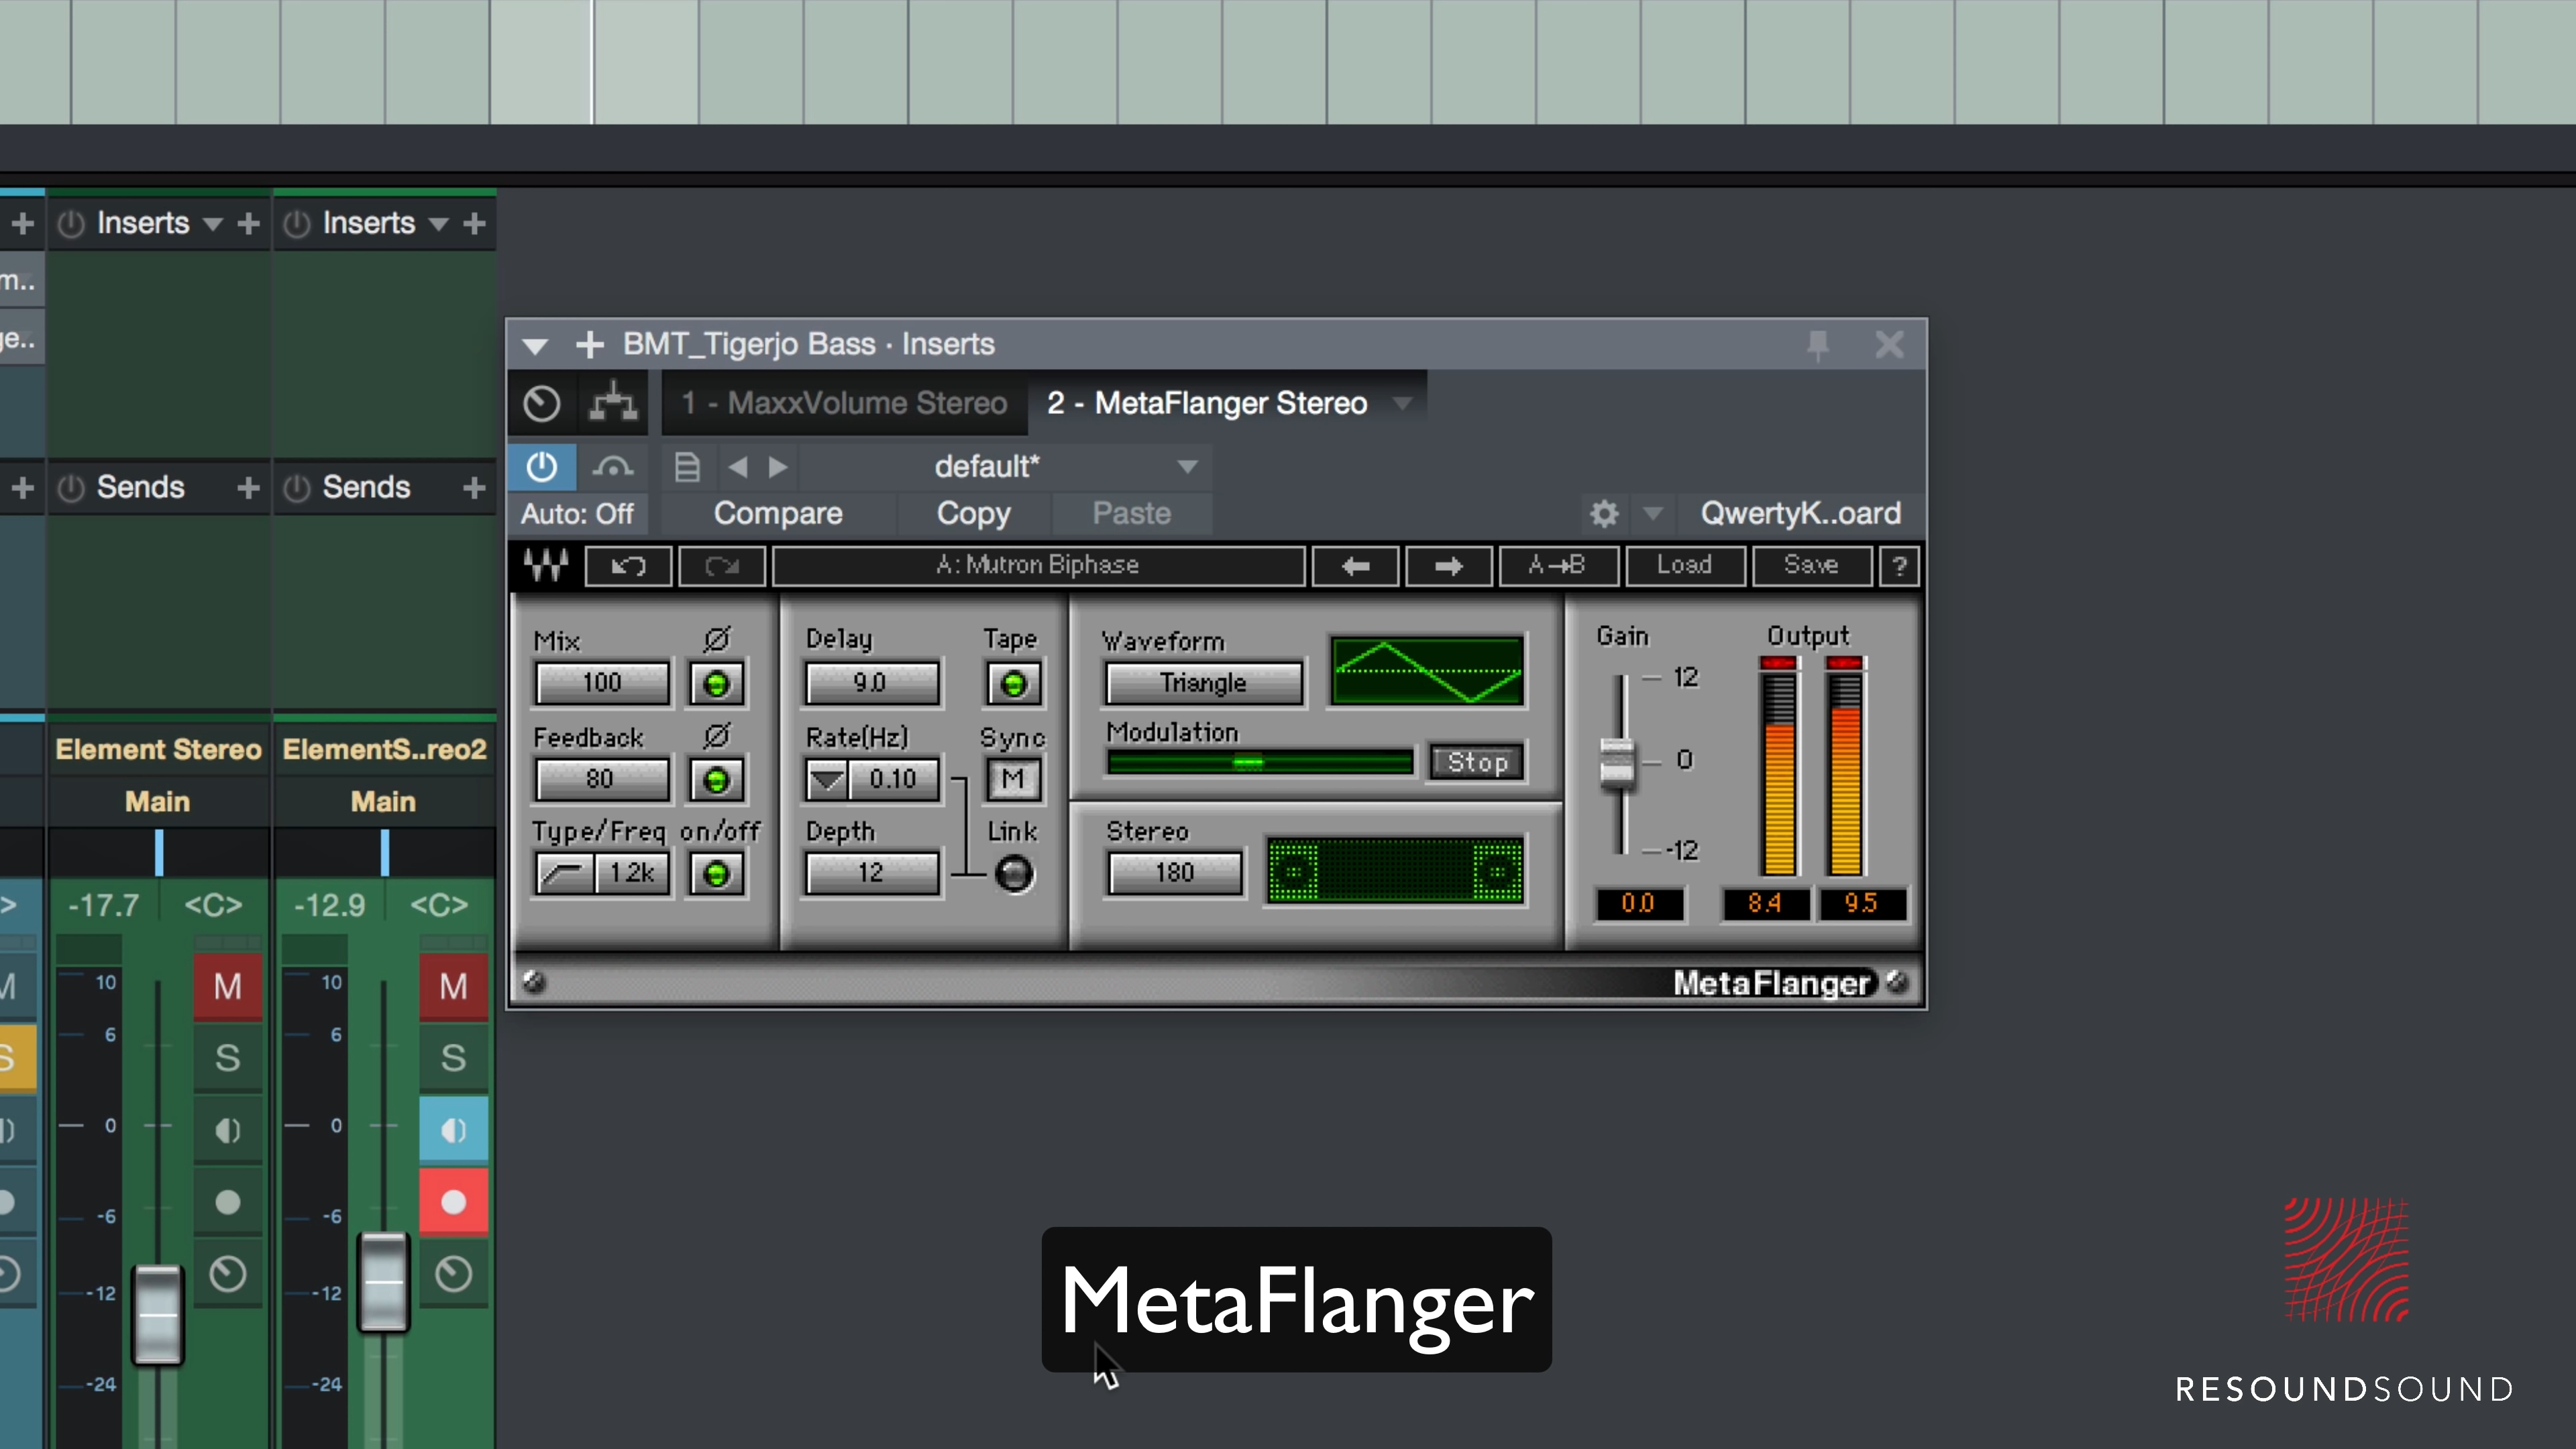 Inserts
Inserts
m..
ge..
Sends
Sends
BMT_Tigerjo Bass · Inserts
1 - MaxxVolume Stereo
2 - MetaFlanger Stereo
default*
Auto: Off
Compare
Copy
Paste
QwertyK..oard
A: Mutron Biphase
A→B
Load
Save
?
Mix
Ø
100
Feedback
Ø
80
Type/Freq on/off
1.2k
Delay
Tape
9.0
Rate(Hz)
Sync
0.10
M
Depth
Link
12
Waveform
Triangle
Modulation
Stop
Stereo
180
Gain
12
0
-12
0.0
Output
8.4
9.5
MetaFlanger
Element Stereo
ElementS..reo2
Main
Main
-17.7
<C>
-12.9
<C>
>
M
S
10
6
0
-6
-12
-24
M
S
10
6
0
-6
-12
-24
M
S
MetaFlanger
RESOUNDSOUND